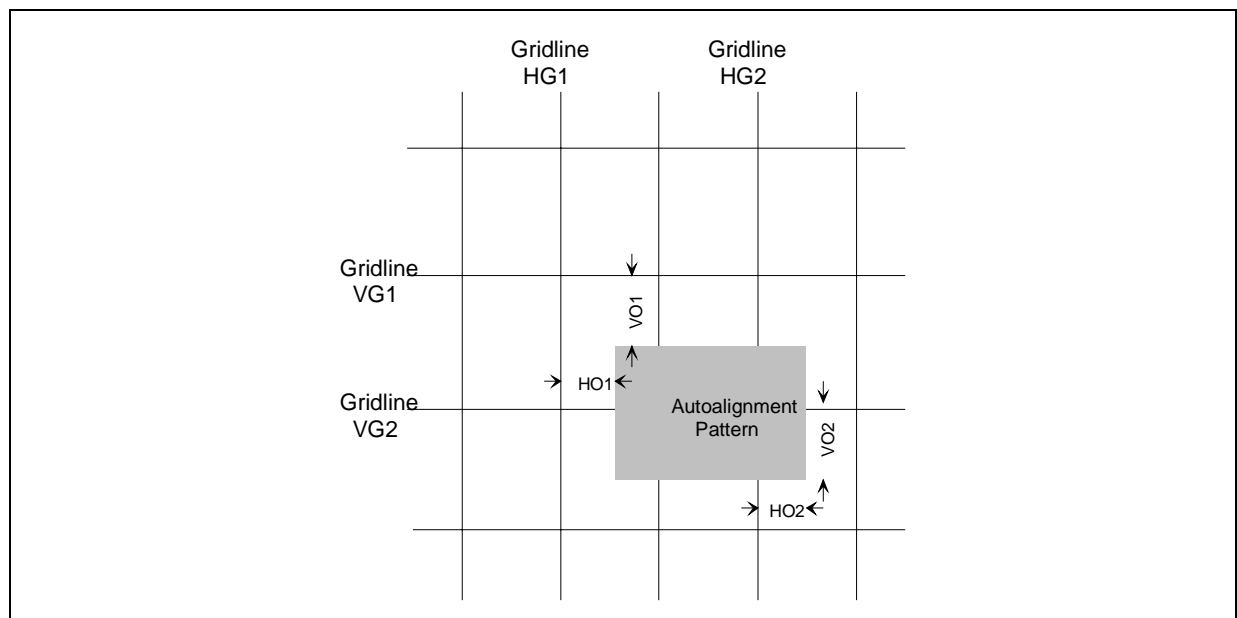 Gridline
HG1
Gridline
HG2
Gridline
VG1
VO1
HO1
Gridline
VG2
Autoalignment
Pattern
VO2
HO2